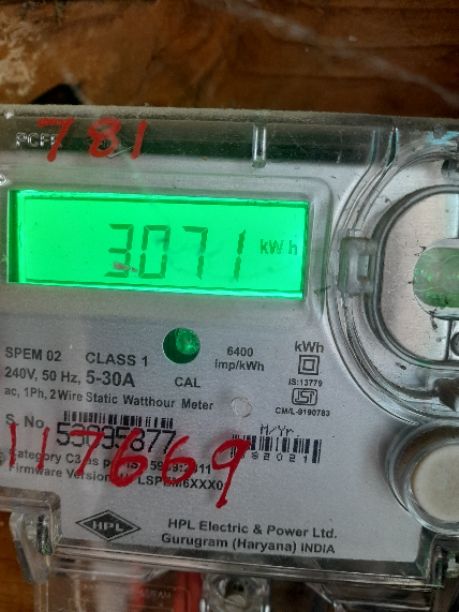 781
3071 kWh
SPEM 02 CLASS 1 6400 imp/kWh kWh
240V, 50 Hz, 5-30A CAL IS:13779
ac, 1Ph, 2 Wire Static Watthour Meter CM/L-9190783
S. No. M/Yr.
117669
HPL
HPL Electric & Power Ltd.
Gurugram (Haryana) INDIA